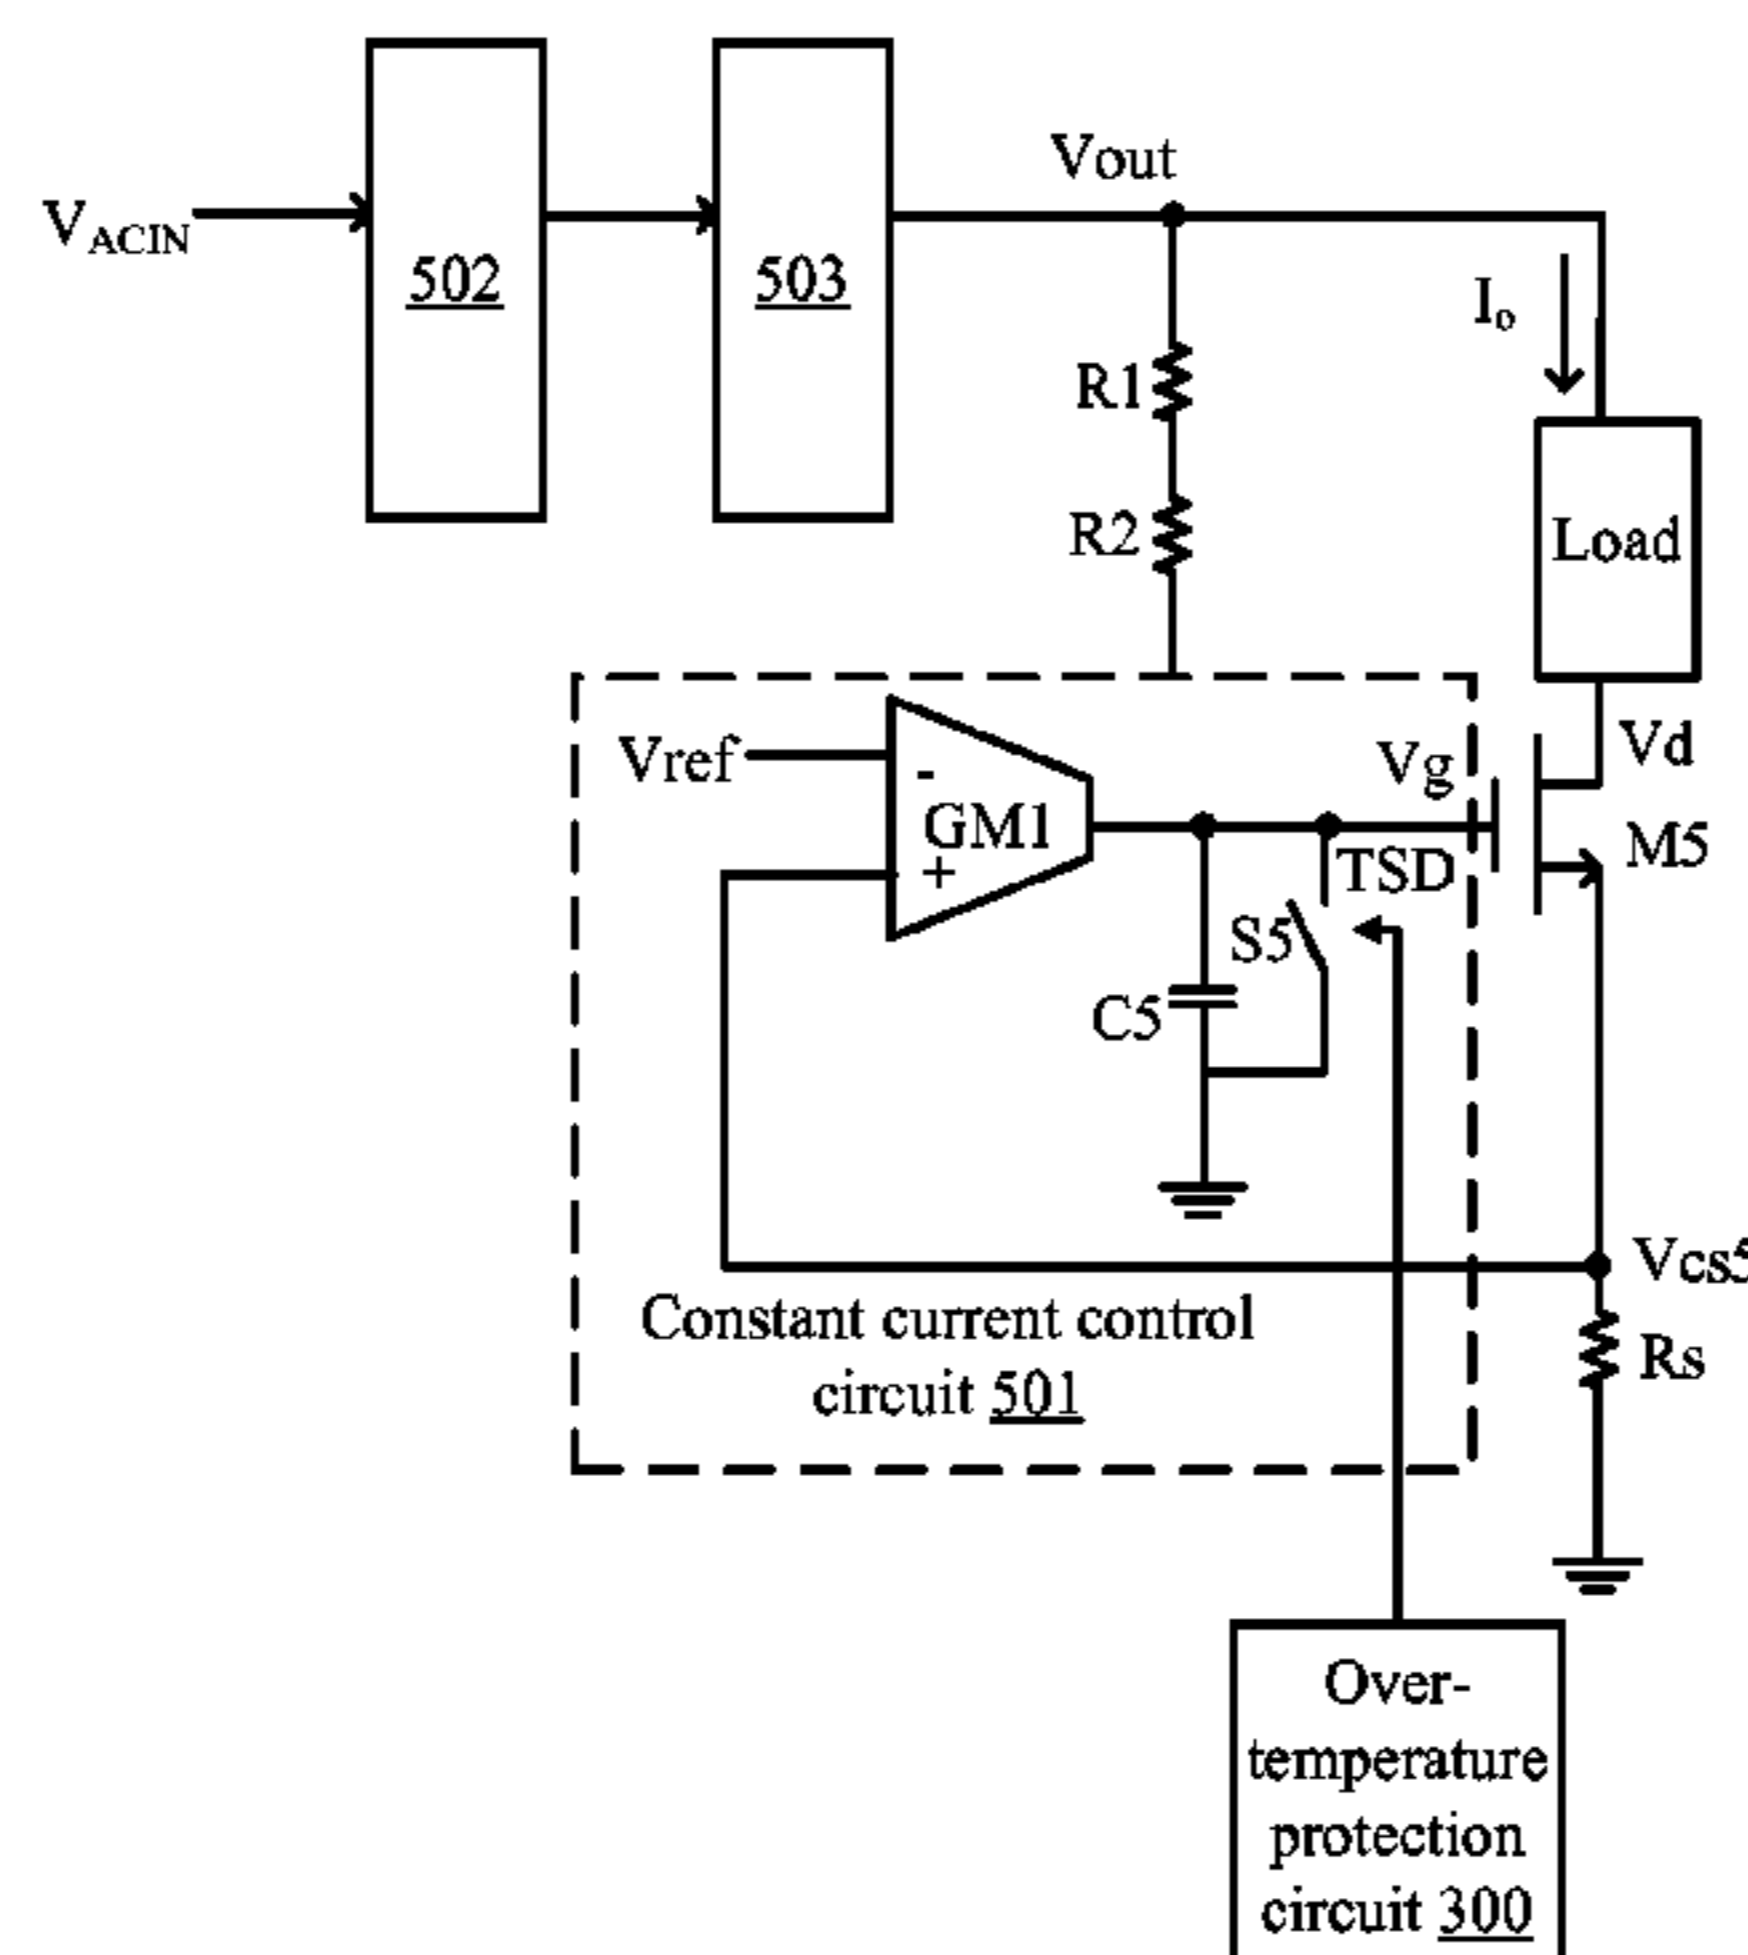 Vout
VACIN
502
503
Io
R1
R2
Load
Vref
-
GM1
+
Vg
Vd
M5
TSD
S5
C5
Vcs5
Constant current control
circuit 501
Rs
Over-
temperature
protection
circuit 300